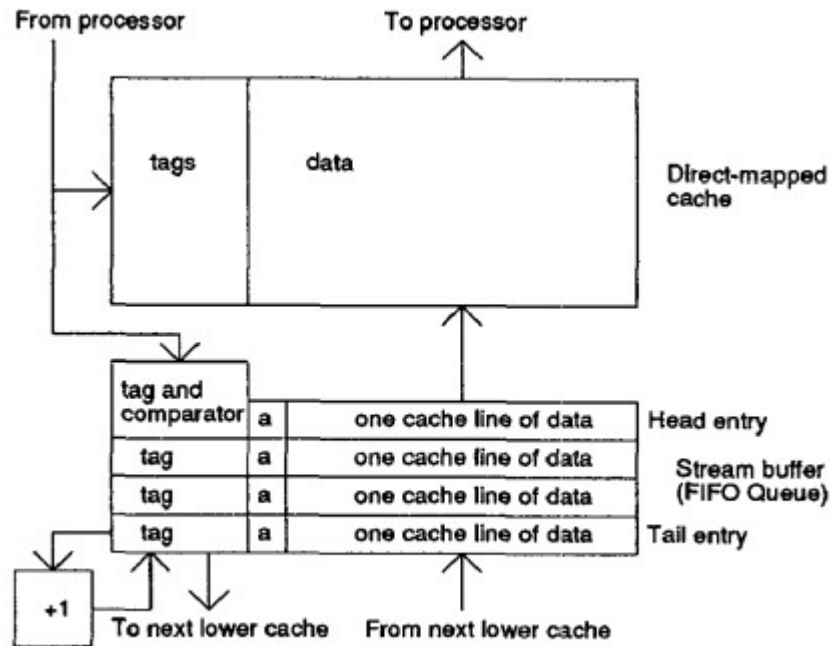 From processor
To processor
tags
data
Direct-mapped
cache
tag and
comparator
a
one cache line of data
Head entry
tag
a
one cache line of data
Stream buffer
(FIFO Queue)
tag
a
one cache line of data
tag
a
one cache line of data
Tail entry
+1
To next lower cache
From next lower cache